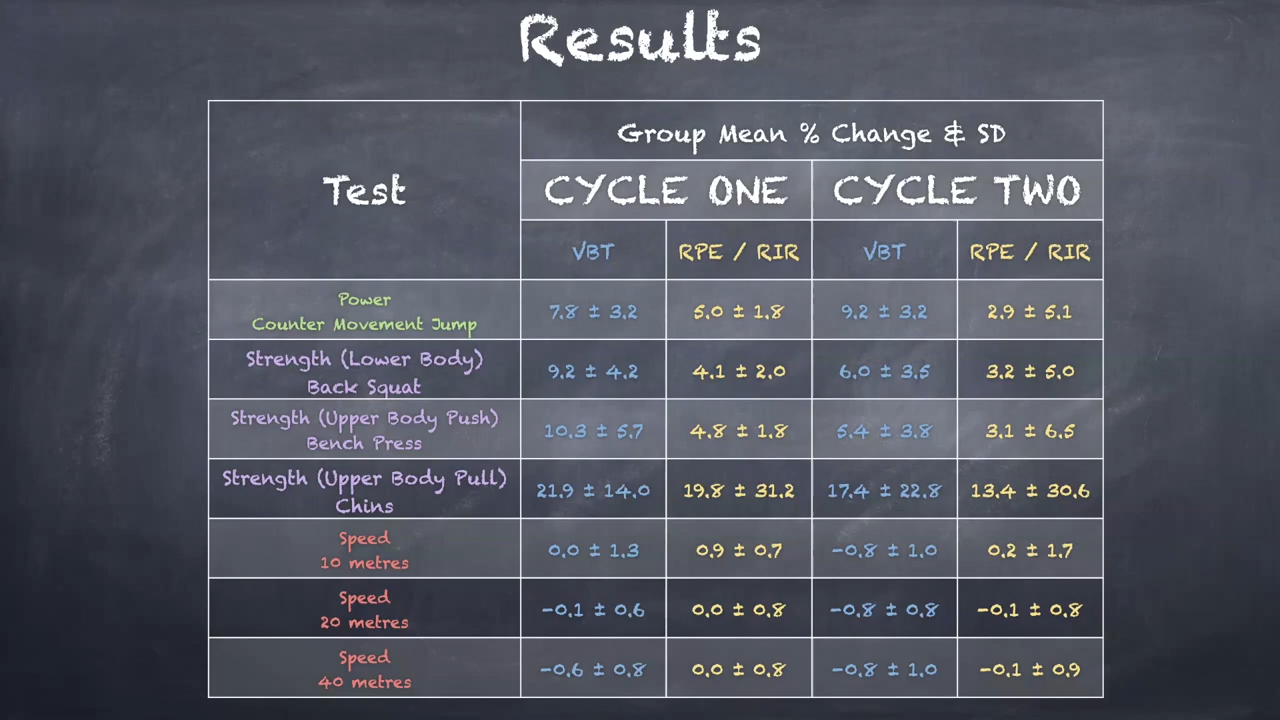 Results
Test
Group Mean % Change & SD
CYCLE ONE
CYCLE TWO
VBT
RPE / RIR
VBT
RPE / RIR
Power
Counter Movement Jump
7.8 ± 3.2
5.0 ± 1.8
9.2 ± 3.2
2.9 ± 5.1
Strength (Lower Body)
Back Squat
9.2 ± 4.2
4.1 ± 2.0
6.0 ± 3.5
3.2 ± 5.0
Strength (Upper Body Push)
Bench Press
10.3 ± 5.7
4.8 ± 1.8
5.4 ± 3.8
3.1 ± 6.5
Strength (Upper Body Pull)
Chins
21.9 ± 14.0
19.8 ± 31.2
17.4 ± 22.8
13.4 ± 30.6
Speed
10 metres
0.0 ± 1.3
0.9 ± 0.7
-0.8 ± 1.0
0.2 ± 1.7
Speed
20 metres
-0.1 ± 0.6
0.0 ± 0.8
-0.8 ± 0.8
-0.1 ± 0.8
Speed
40 metres
-0.6 ± 0.8
0.0 ± 0.8
-0.8 ± 1.0
-0.1 ± 0.9